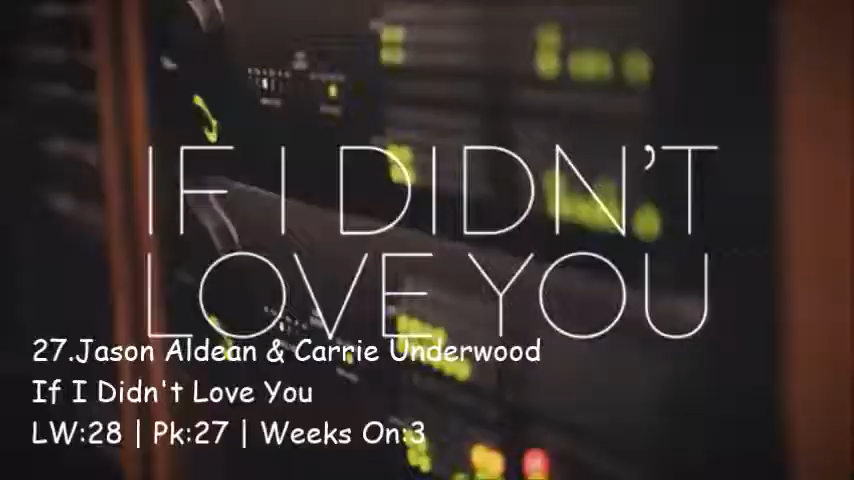 IF I DIDN'T
LOVE YOU
27.Jason Aldean & Carrie Underwood
If I Didn't Love You
LW:28 | Pk:27 | Weeks On:3